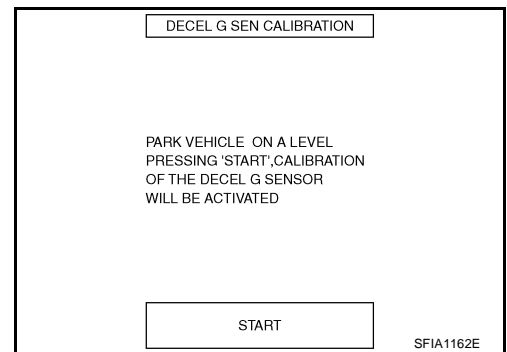 DECEL G SEN CALIBRATION
PARK VEHICLE ON A LEVEL
PRESSING 'START',CALIBRATION
OF THE DECEL G SENSOR
WILL BE ACTIVATED
START
SFIA1162E